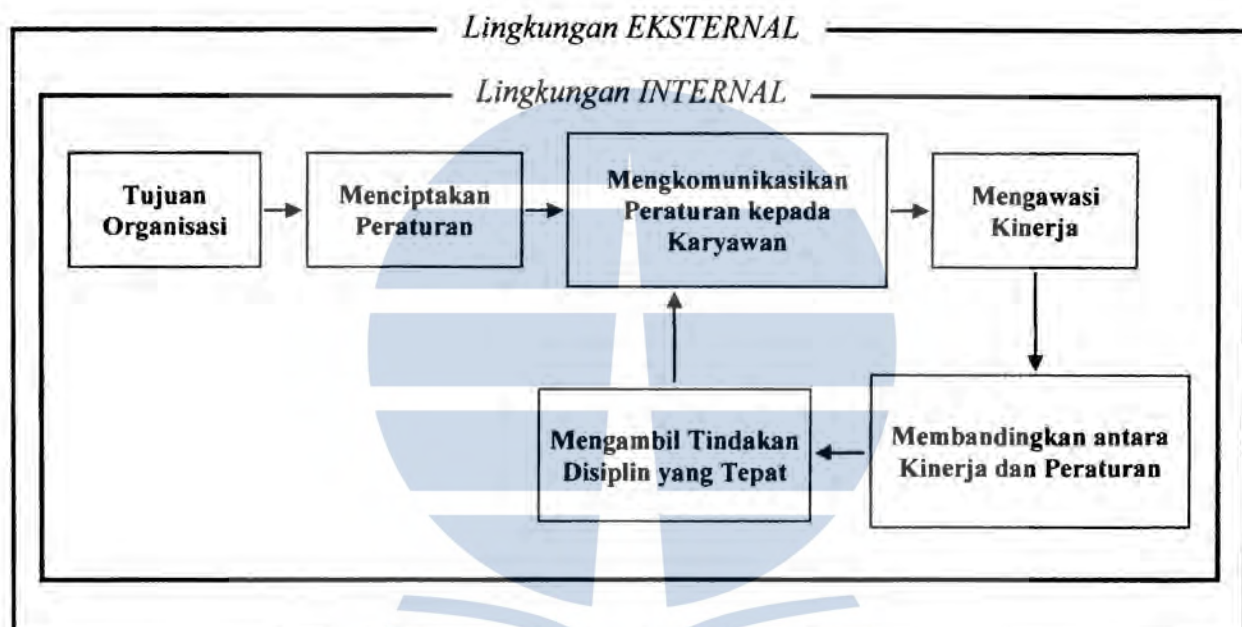 Lingkungan EKSTERNAL
Lingkungan INTERNAL
Tujuan
Organisasi
Menciptakan
Peraturan
Mengkomunikasikan
Peraturan kepada
Karyawan
Mengawasi
Kinerja
Mengambil Tindakan
Disiplin yang Tepat
Membandingkan antara
Kinerja dan Peraturan